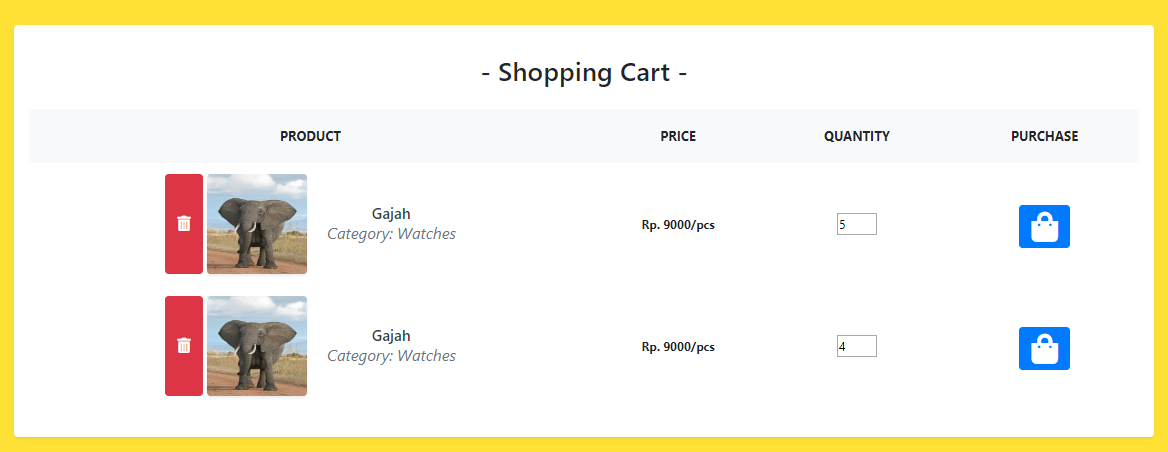 - Shopping Cart -
PRODUCT PRICE QUANTITY PURCHASE
Gajah
Category: Watches
Rp. 9000/pcs
5
Gajah
Category: Watches
Rp. 9000/pcs
4